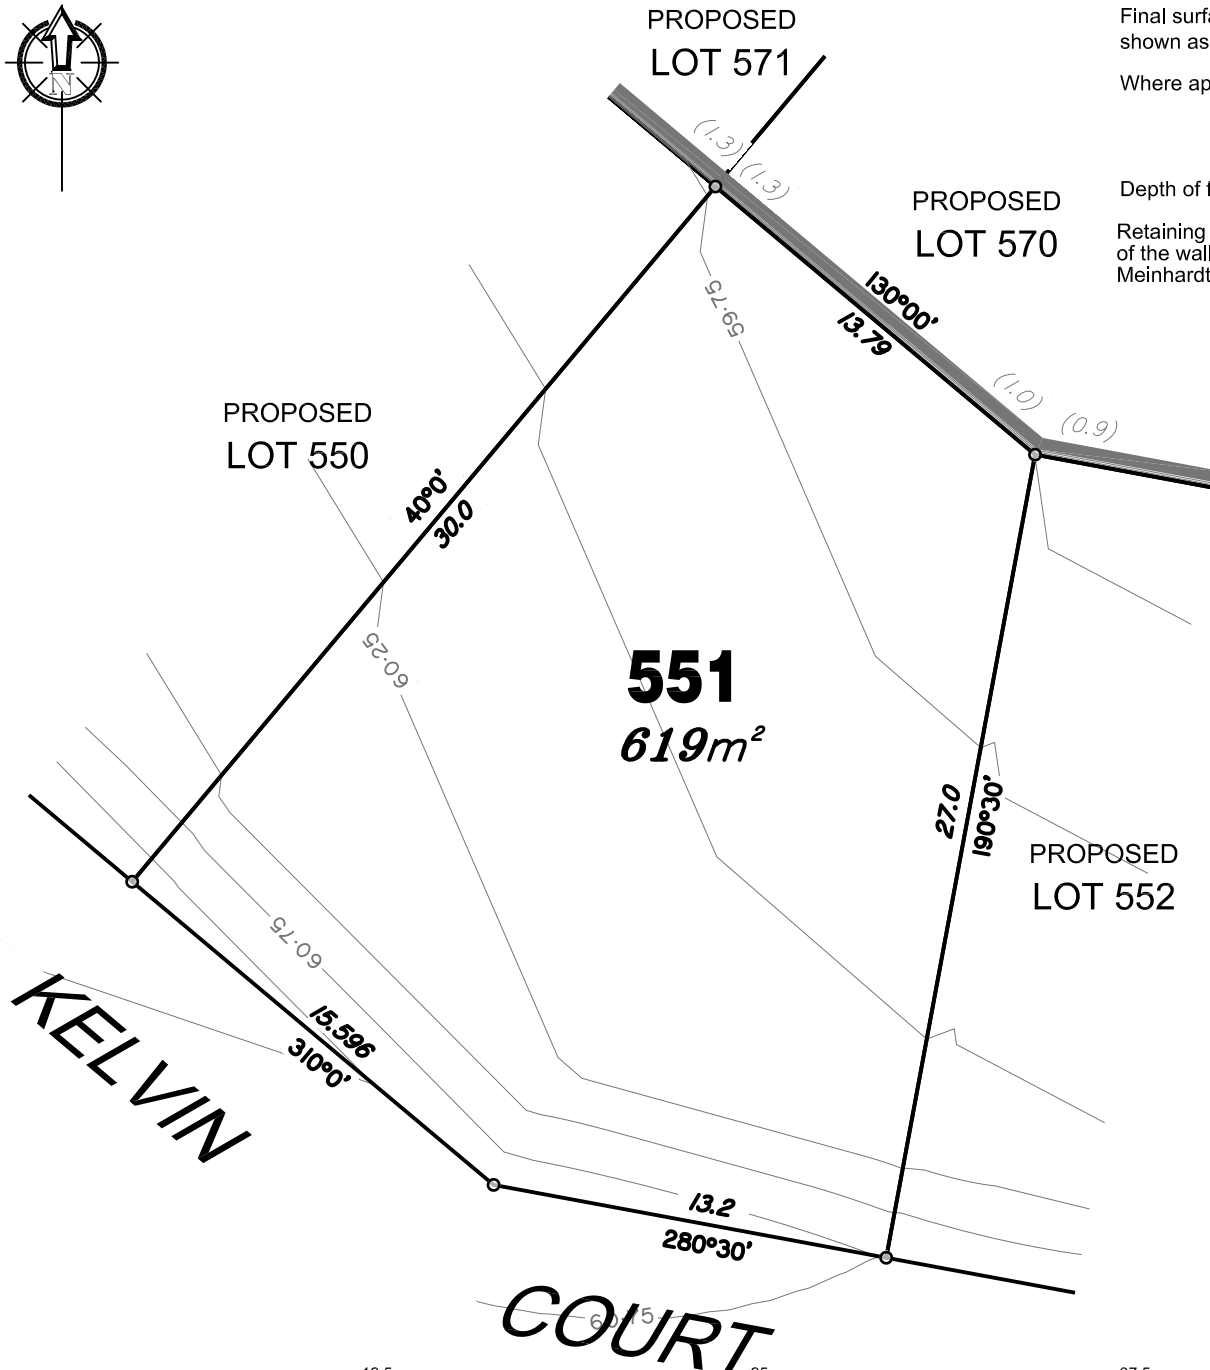 PROPOSED
LOT 571
Final surf
shown as
Where ap
N
(1.3)
(1.3)
PROPOSED
LOT 570
Depth of f
Retaining
of the wall
Meinhardt
130°00'
13.79
59·75
(1.0)
(0.9)
PROPOSED
LOT 550
40°0'
30.0
60·25
551
619m²
27.0
190°30'
PROPOSED
LOT 552
60·75
15.596
310°0'
KELVIN
13.2
280°30'
COURT
60·75